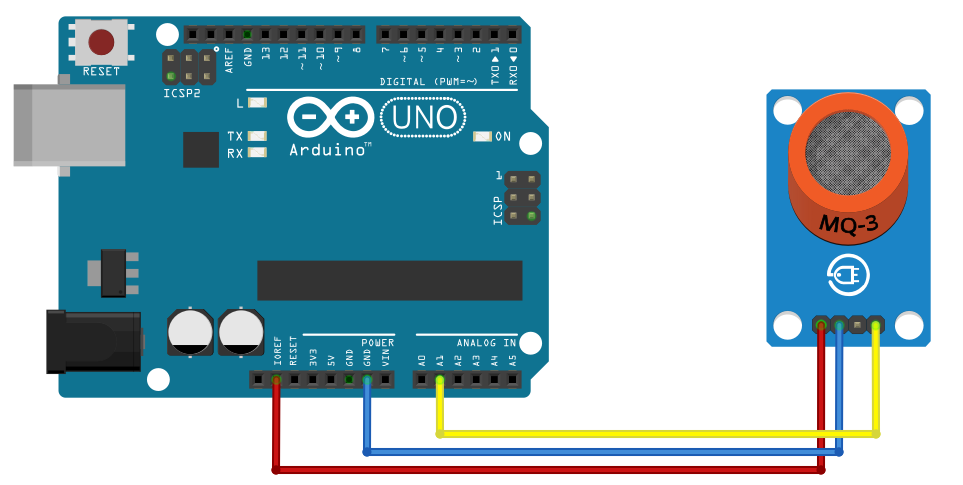 RESET
ICSP2
AREF
GND
13
12
~11
~10
~9
8
7
~6
~5
4
~3
2
TXD▶1
RXD◀0
DIGITAL (PWM=~)
L
TX
RX
UNO
ON
Arduino™
1
ICSP
MQ-3
POWER
ANALOG IN
IOREF
RESET
3V3
5V
GND
GND
VIN
A0
A1
A2
A3
A4
A5